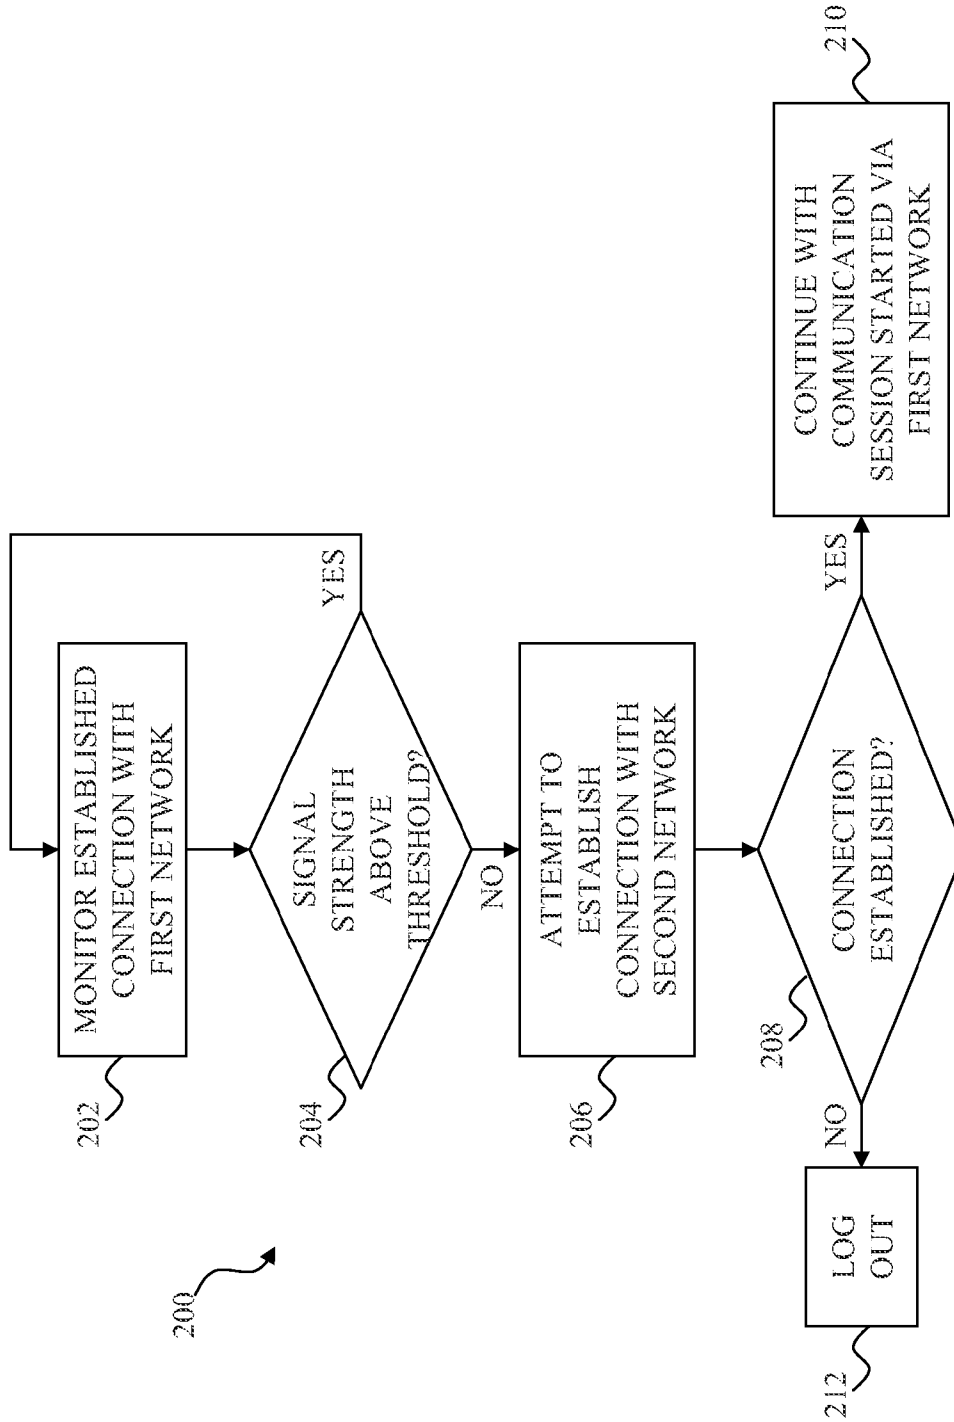 200
202
MONITOR ESTABLISHED
CONNECTION WITH
FIRST NETWORK
204
SIGNAL
STRENGTH
ABOVE
THRESHOLD?
YES
NO
206
ATTEMPT TO
ESTABLISH
CONNECTION WITH
SECOND NETWORK
208
CONNECTION
ESTABLISHED?
NO
YES
212
LOG
OUT
210
CONTINUE WITH
COMMUNICATION
SESSION STARTED VIA
FIRST NETWORK